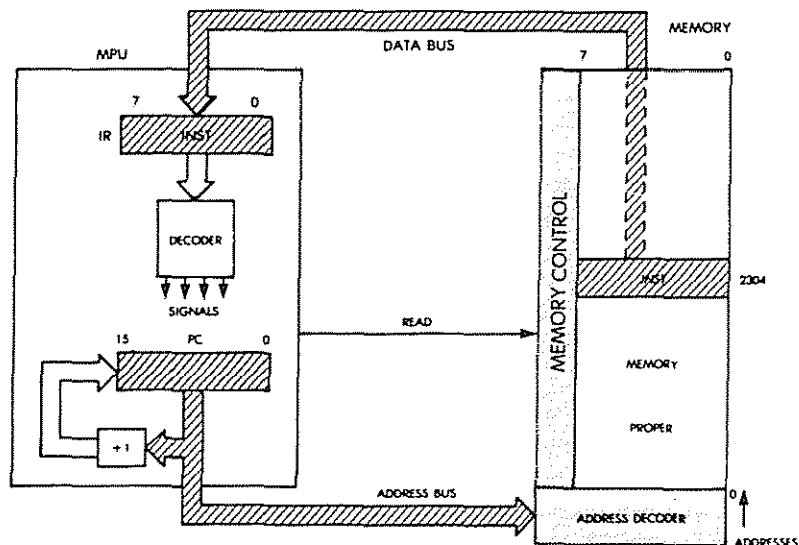 MEMORY
DATA BUS
MPU
7
0
7
0
IR
INST
DECODER
SIGNALS
INST
2304
MEMORY CONTROL
READ
15
PC
0
MEMORY
PROPER
+1
ADDRESS BUS
0
ADDRESS DECODER
ADDRESSES